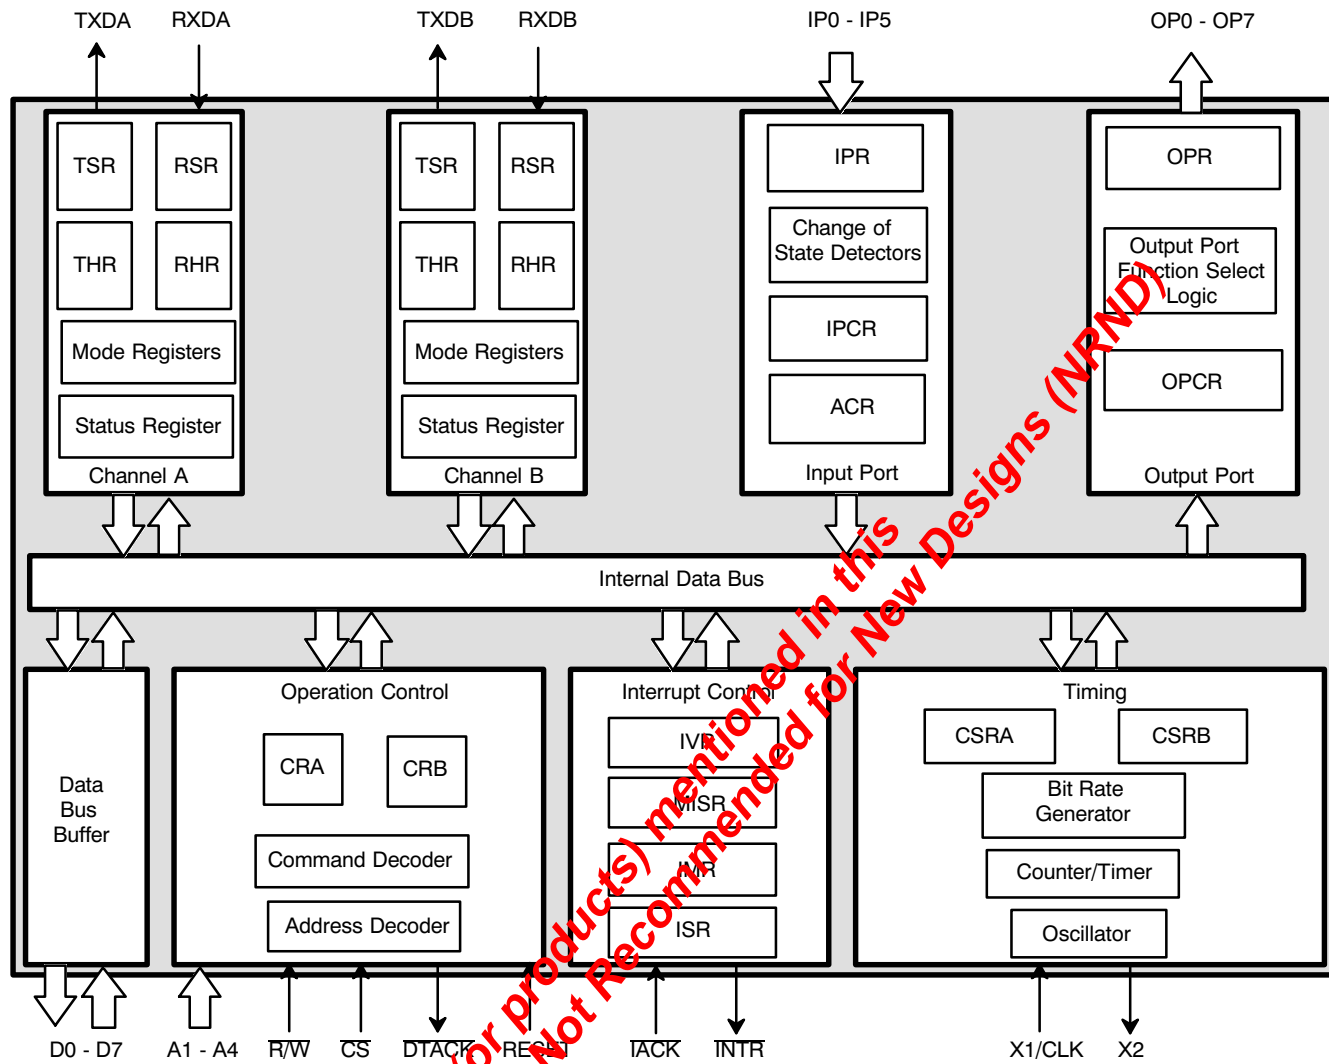 TXDA RXDA TXDB RXDB IP0 - IP5 OP0 - OP7
TSR RSR
THR RHR
Mode Registers
Status Register
Channel A
TSR RSR
THR RHR
Mode Registers
Status Register
Channel B
IPR
Change of
State Detectors
IPCR
ACR
Input Port
OPR
Output Port
Function Select
Logic
OPCR
Output Port
Internal Data Bus
Data
Bus
Buffer
Operation Control
CRA CRB
Command Decoder
Address Decoder
Interrupt Control
IVR
MISR
IMR
ISR
Timing
CSRA CSRB
Bit Rate
Generator
Counter/Timer
Oscillator
D0 - D7 A1 - A4 R/W CS DTACK RESET IACK INTR X1/CLK X2
(or products) mentioned in this
Not Recommended for New Designs (NRND)